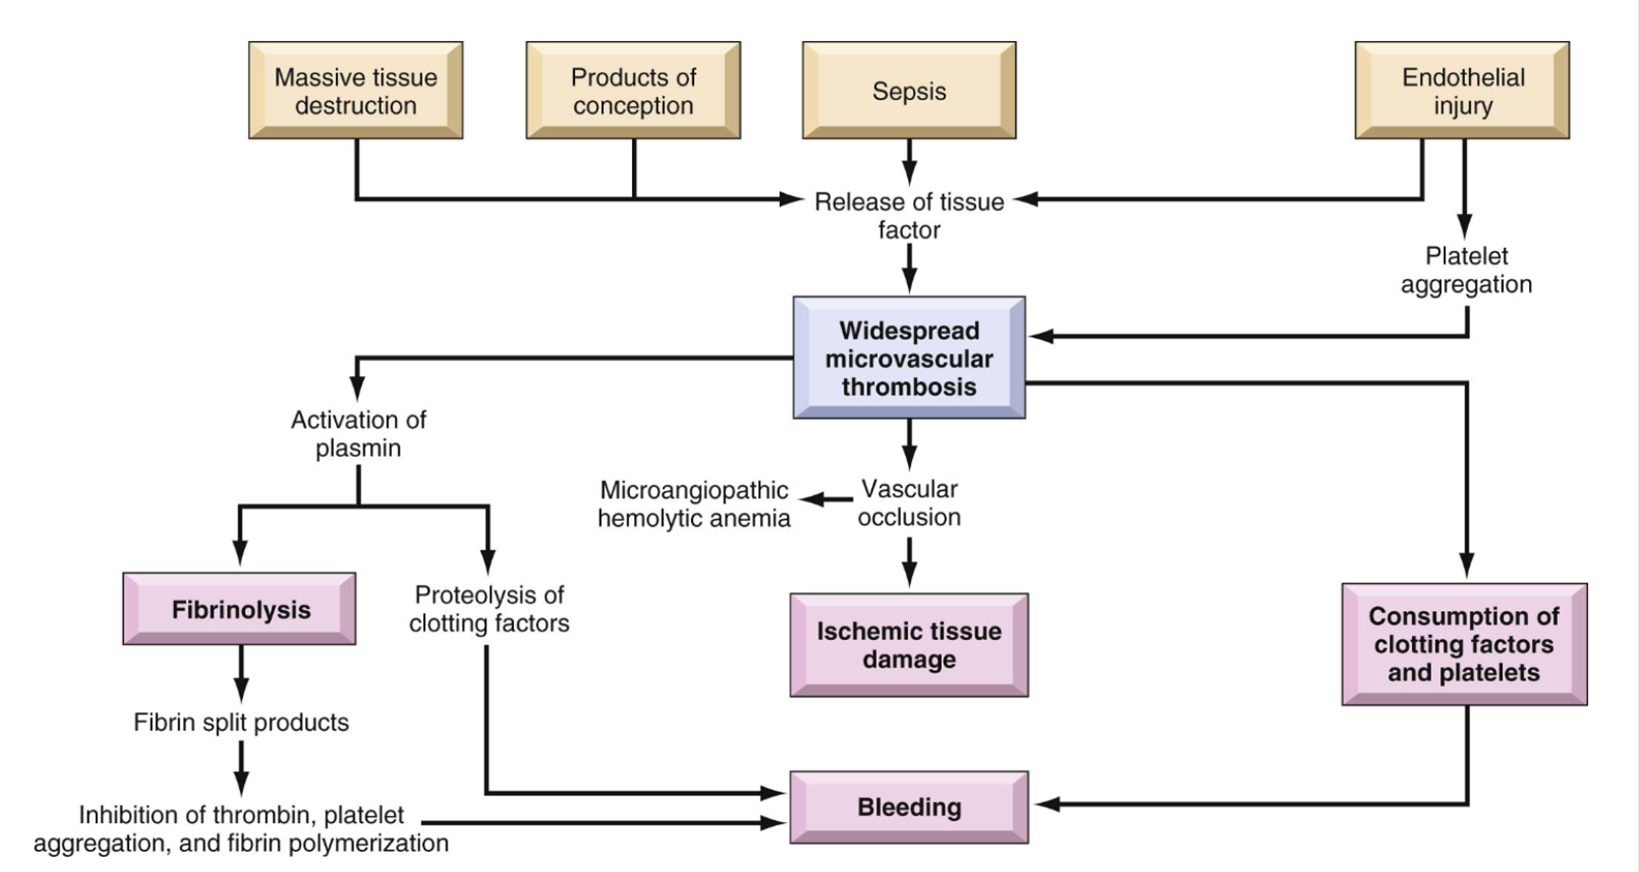 Massive tissue
destruction
Products of
conception
Sepsis
Endothelial
injury
Release of tissue
factor
Platelet
aggregation
Widespread
microvascular
thrombosis
Activation of
plasmin
Microangiopathic
hemolytic anemia
Vascular
occlusion
Fibrinolysis
Proteolysis of
clotting factors
Ischemic tissue
damage
Consumption of
clotting factors
and platelets
Fibrin split products
Inhibition of thrombin, platelet
aggregation, and fibrin polymerization
Bleeding